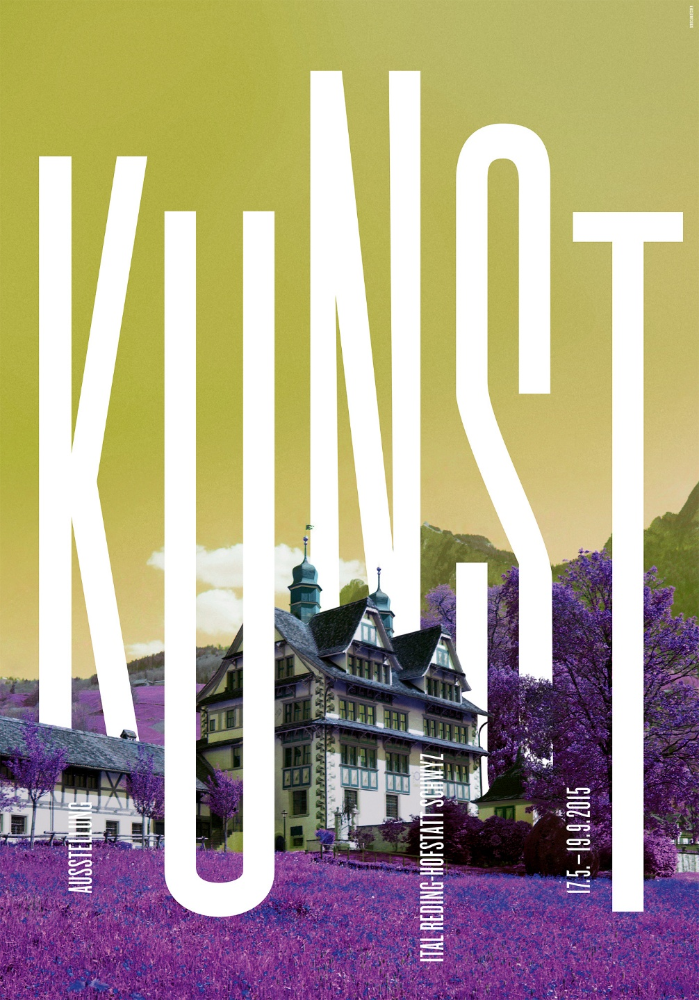 KUNST
AUSSTELLUNG
ITAL REDING-HOFSTATT SCHWYZ
17.5.–19.9.2015